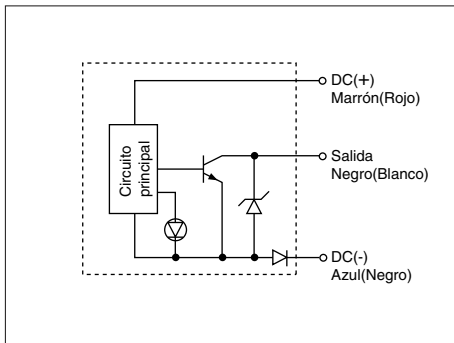 DC(+)
Marrón(Rojo)
Circuito
principal
Salida
Negro(Blanco)
DC(-)
Azul(Negro)